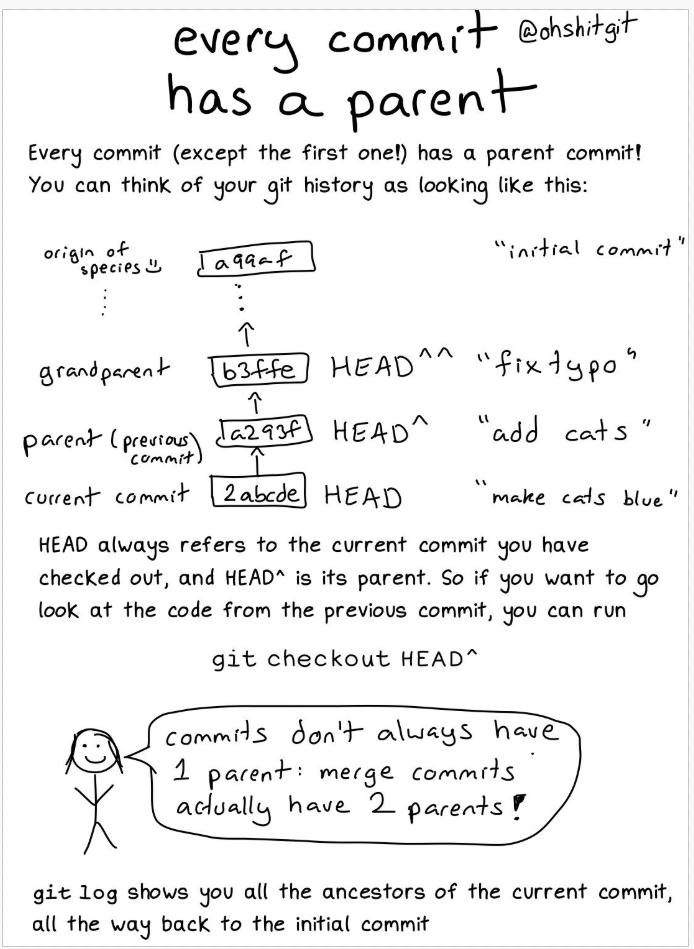 every commit @ohshitgit
has a parent
Every commit (except the first one!) has a parent commit!
You can think of your git history as looking like this:
origin of species a99af "initial commit"
grandparent b3ffe HEAD^^ "fix typo"
parent (previous commit) a293f HEAD^ "add cats"
current commit 2abcde HEAD "make cats blue"
HEAD always refers to the current commit you have
checked out, and HEAD^ is its parent. So if you want to go
look at the code from the previous commit, you can run
git checkout HEAD^
commits don't always have
1 parent: merge commits
actually have 2 parents!
git log shows you all the ancestors of the current commit,
all the way back to the initial commit